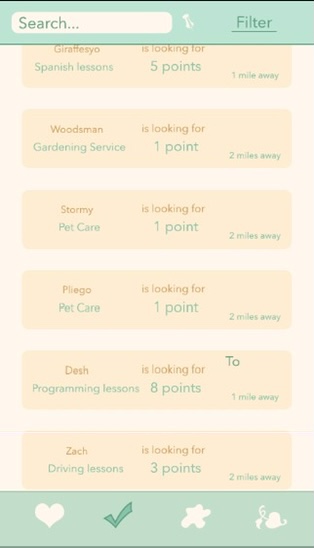 Search...
Filter
Giraffesyo
is looking for
Spanish lessons
5 points
1 mile away
Woodsman
is looking for
Gardening Service
1 point
2 miles away
Stormy
is looking for
Pet Care
1 point
2 miles away
Pliego
is looking for
Pet Care
1 point
2 miles away
To
Desh
is looking for
Programming lessons
8 points
1 mile away
Zach
is looking for
Driving lessons
3 points
2 miles away